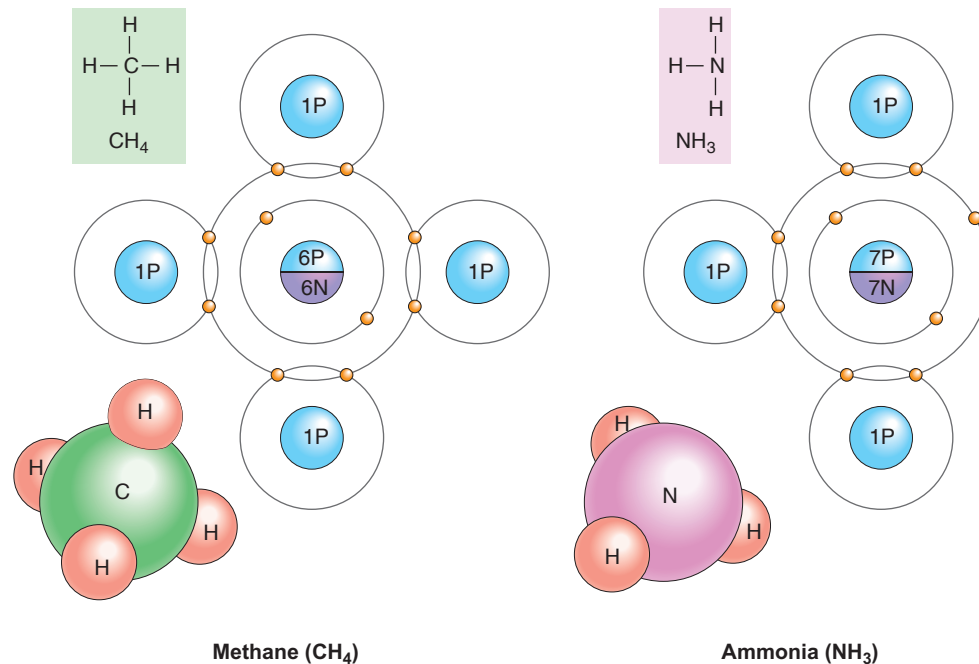 H
H — C — H
H
CH₄
1P
1P
6P
6N
1P
1P
H
H
C
H
H
Methane (CH₄)
H
H — N
H
NH₃
1P
1P
7P
7N
1P
H
N
H
H
Ammonia (NH₃)